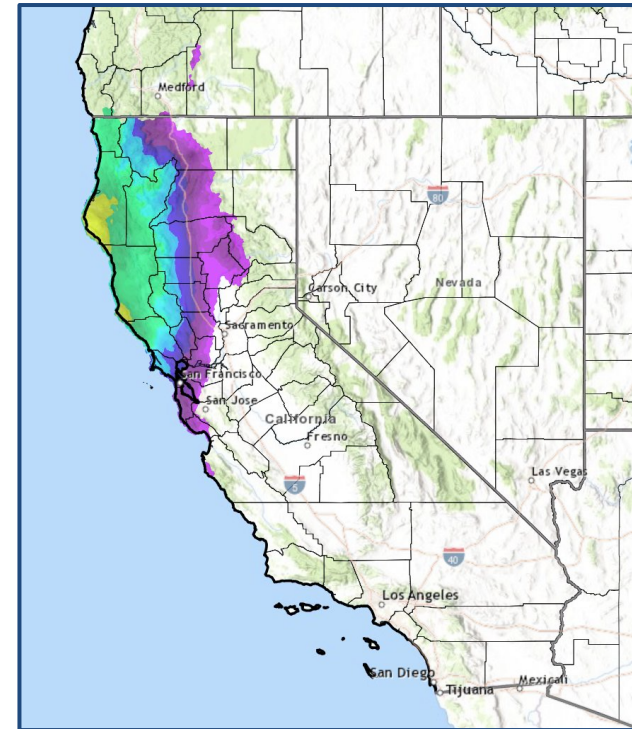 Medford
80
Carson City
Nevada
Sacramento
San Francisco
San Jose
California
Fresno
5
Las Vegas
40
Los Angeles
San Diego
Tijuana
Mexicali